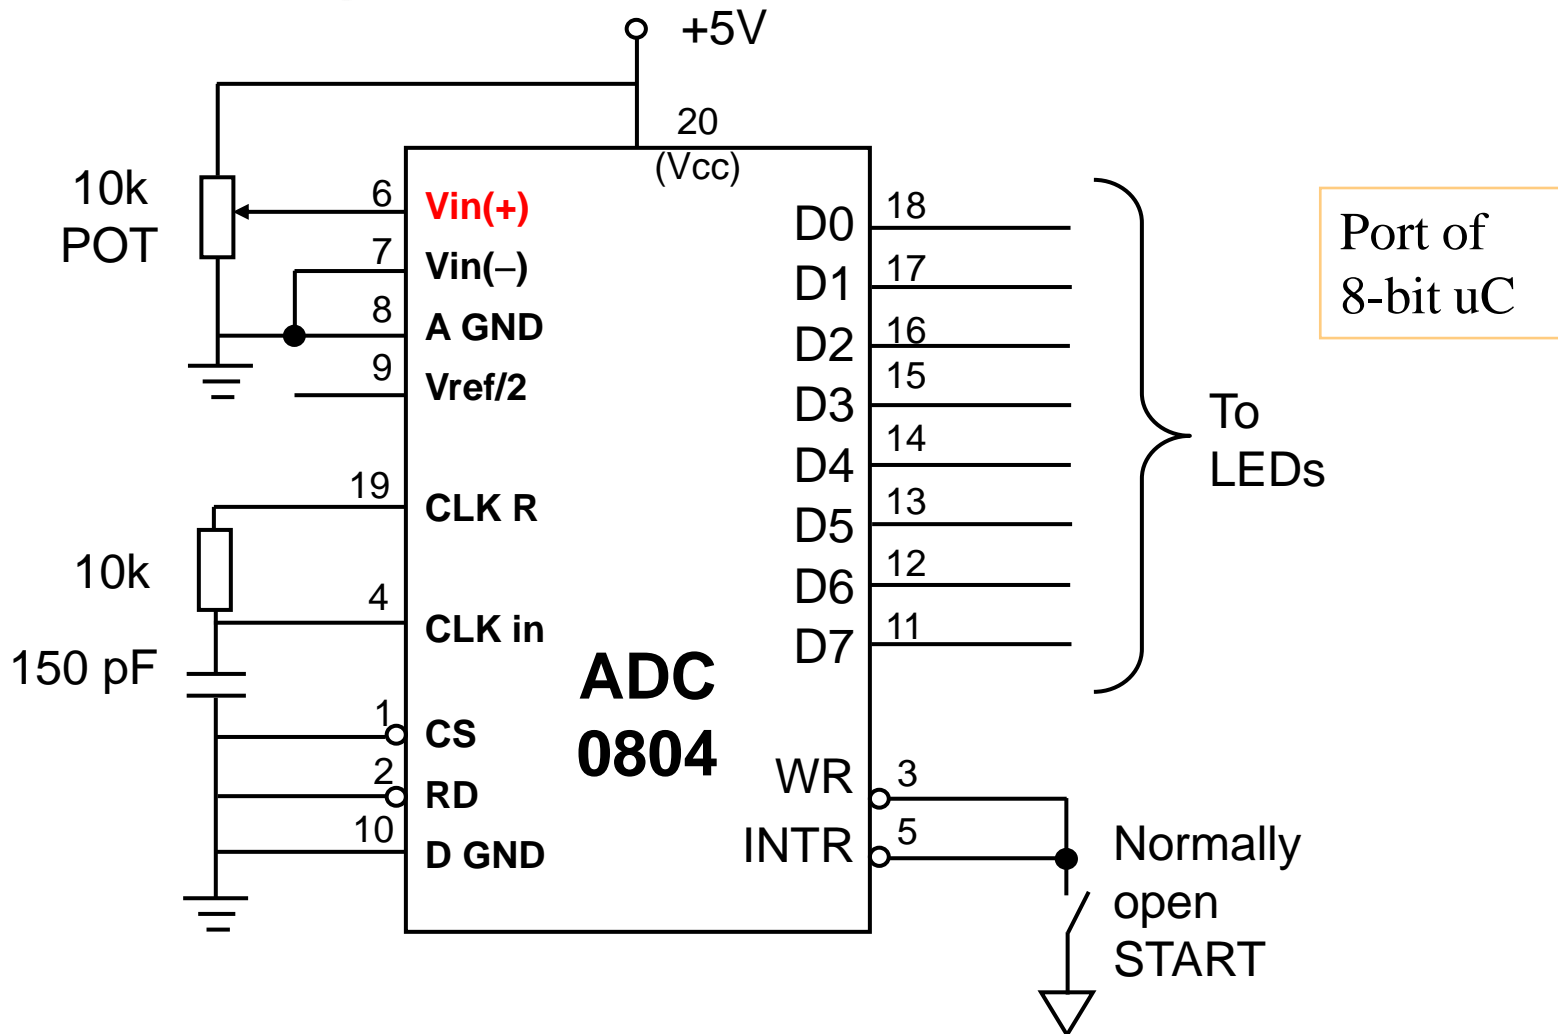 +5V
20
(Vcc)
10k
POT
6
Vin(+)
7
Vin(–)
8
A GND
9
Vref/2
19
CLK R
10k
4
CLK in
150 pF
1
CS
2
RD
10
D GND
ADC
0804
D0
18
D1
17
D2
16
D3
15
D4
14
D5
13
D6
12
D7
11
WR
3
INTR
5
To
LEDs
Port of
8-bit uC
Normally
open
START